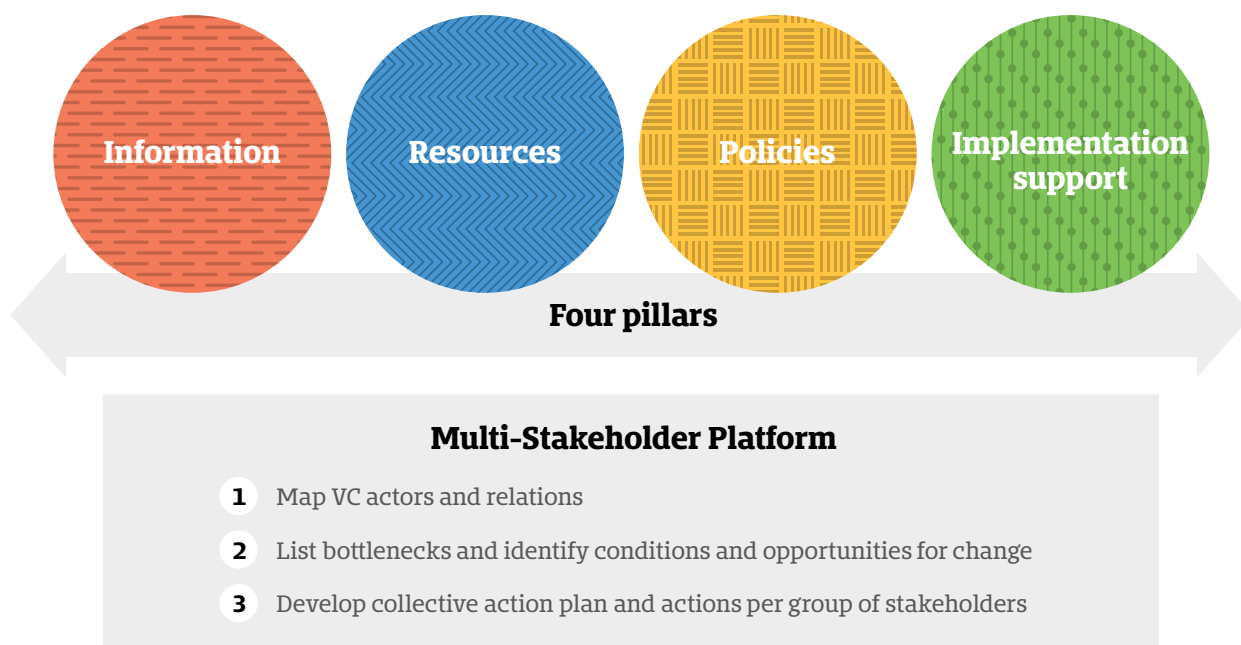 Information
Resources
Policies
Implementation
support
Four pillars
Multi-Stakeholder Platform
1 Map VC actors and relations
2 List bottlenecks and identify conditions and opportunities for change
3 Develop collective action plan and actions per group of stakeholders